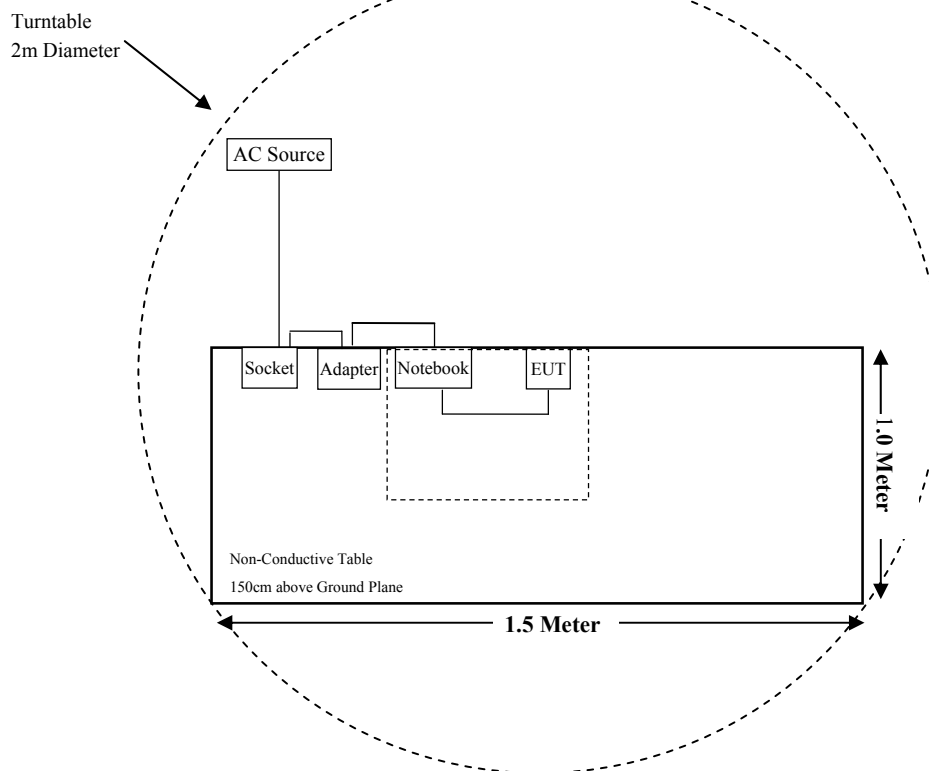 Turntable
2m Diameter
AC Source
Socket
Adapter
Notebook
EUT
1.0 Meter
Non-Conductive Table
150cm above Ground Plane
1.5 Meter